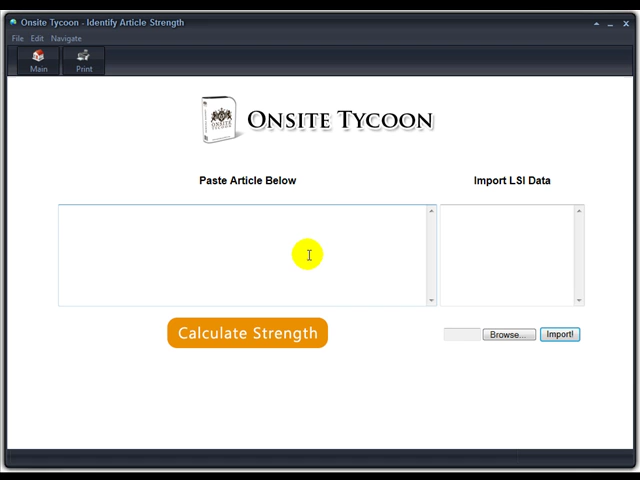 Onsite Tycoon - Identify Article Strength
File Edit Navigate
Main Print
ONSITE TYCOON
Paste Article Below Import LSI Data
Calculate Strength Browse... Import!